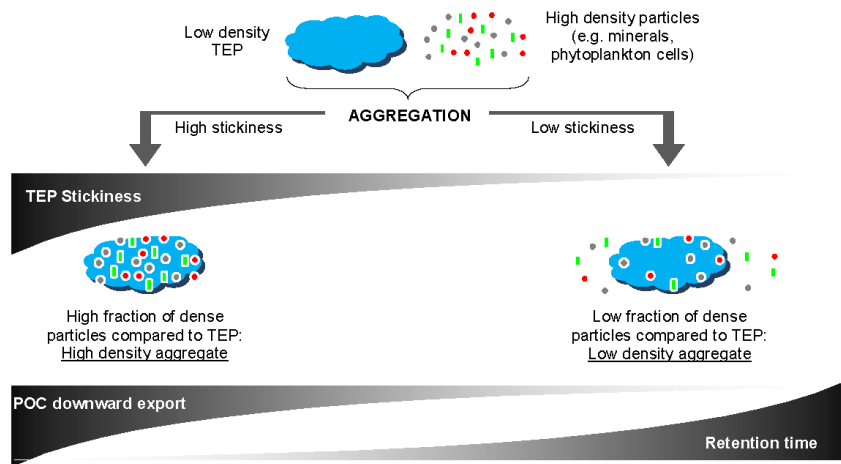 Low density
TEP
High density particles
(e.g. minerals,
phytoplankton cells)
AGGREGATION
High stickiness
Low stickiness
TEP Stickiness
High fraction of dense
particles compared to TEP:
High density aggregate
Low fraction of dense
particles compared to TEP:
Low density aggregate
POC downward export
Retention time